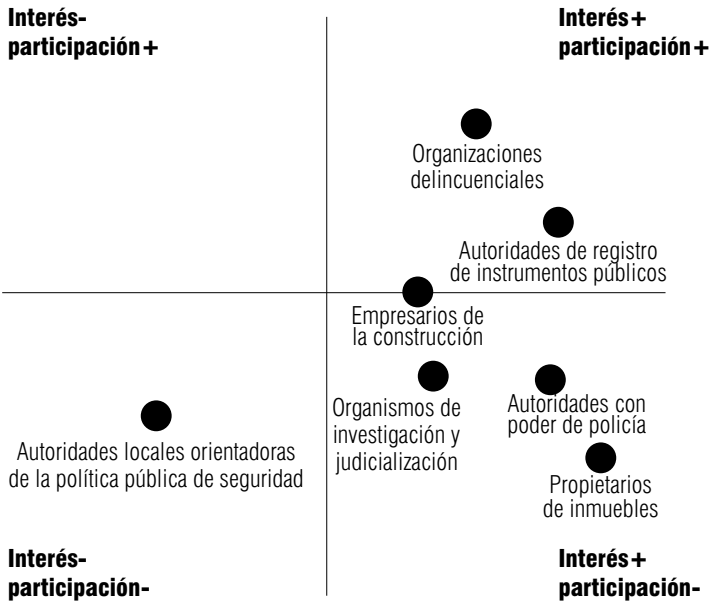 Interés-
participación+
Interés+
participación+
Organizaciones
delincuenciales
Autoridades de registro
de instrumentos públicos
Empresarios de
la construcción
Organismos de
investigación y
judicialización
Autoridades con
poder de policía
Autoridades locales orientadoras
de la política pública de seguridad
Propietarios
de inmuebles
Interés-
participación-
Interés+
participación-